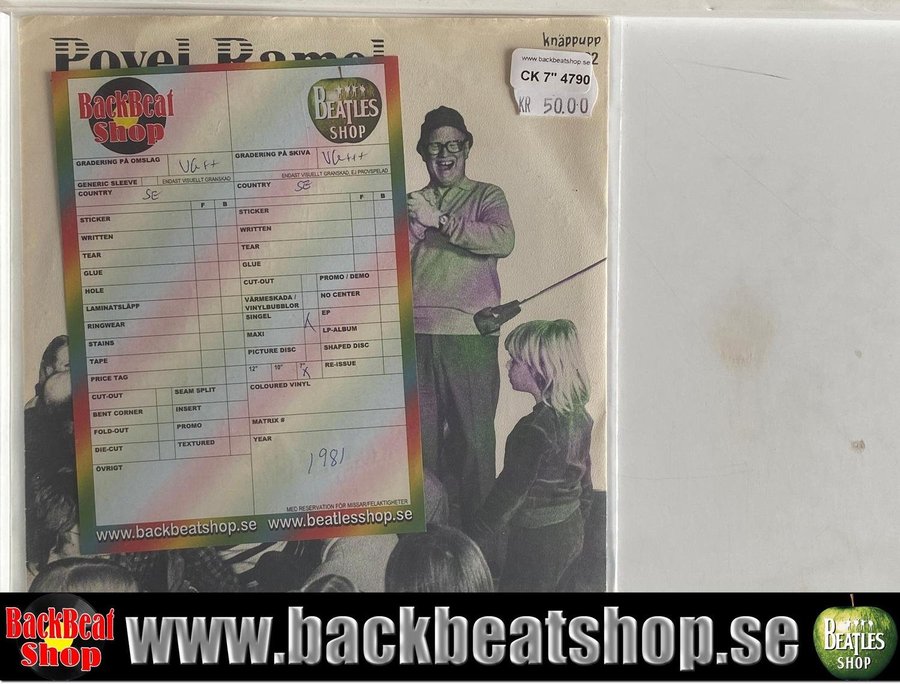 Povel Ramel
knäppupp
2
www.backbeatshop.se
CK 7" 4790
KR 50.00
BackBeat
Shop
BEATLES
SHOP
GRADERING PÅ OMSLAG VG++
GRADERING PÅ SKIVA VG++
GENERIC SLEEVE ENDAST VISUELLT GRANSKAD
ENDAST VISUELLT GRANSKAD, EJ PROVSPELAD
COUNTRY SE
COUNTRY SE
F B
F B
STICKER
STICKER
WRITTEN
WRITTEN
TEAR
TEAR
GLUE
GLUE
HOLE
CUT-OUT
PROMO / DEMO
LAMINATSLÄPP
VÄRMESKADA /
VINYLBUBBLOR
NO CENTER
RINGWEAR
SINGEL X
EP
STAINS
MAXI
LP-ALBUM
TAPE
PICTURE DISC
SHAPED DISC
PRICE TAG
12" 10" 7" X
RE-ISSUE
CUT-OUT
SEAM SPLIT
COLOURED VINYL
BENT CORNER
INSERT
FOLD-OUT
PROMO
MATRIX #
DIE-CUT
TEXTURED
YEAR
1981
ÖVRIGT
MED RESERVATION FÖR MISSAR/FELAKTIGHETER
www.backbeatshop.se www.beatlesshop.se
BackBeat
Shop
www.backbeatshop.se
BEATLES
SHOP